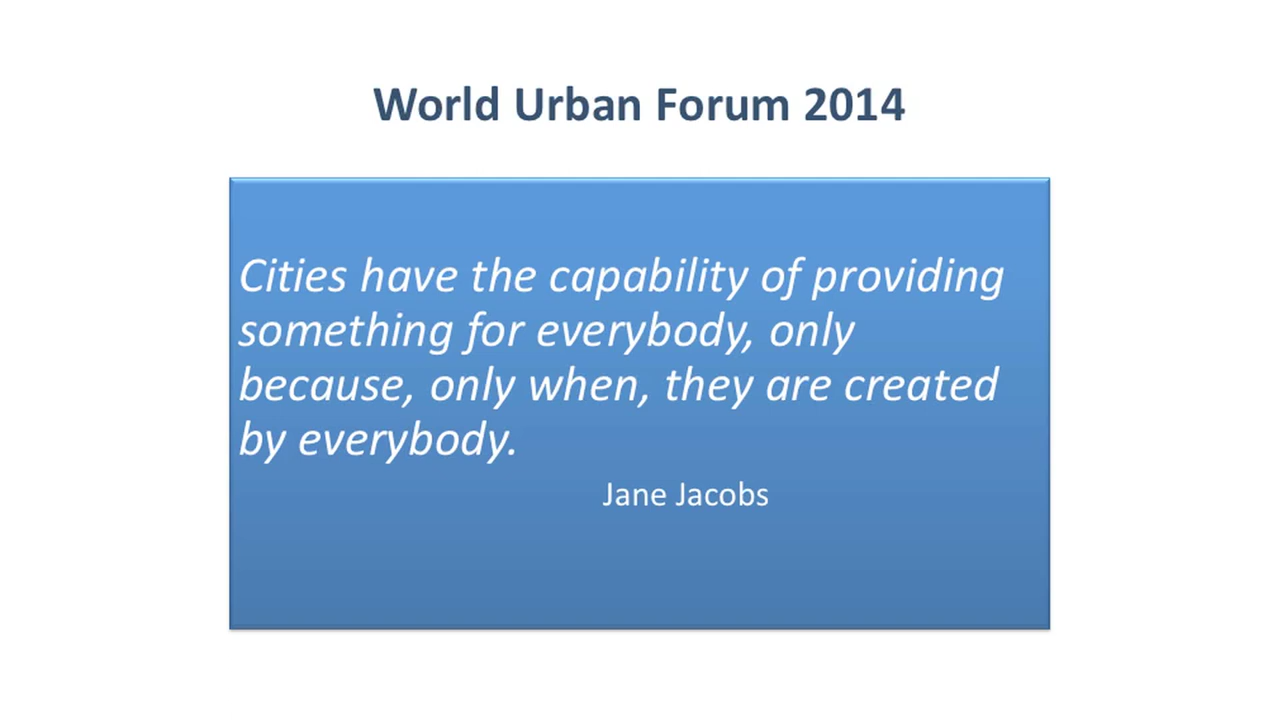 World Urban Forum 2014
Cities have the capability of providing
something for everybody, only
because, only when, they are created
by everybody.
Jane Jacobs